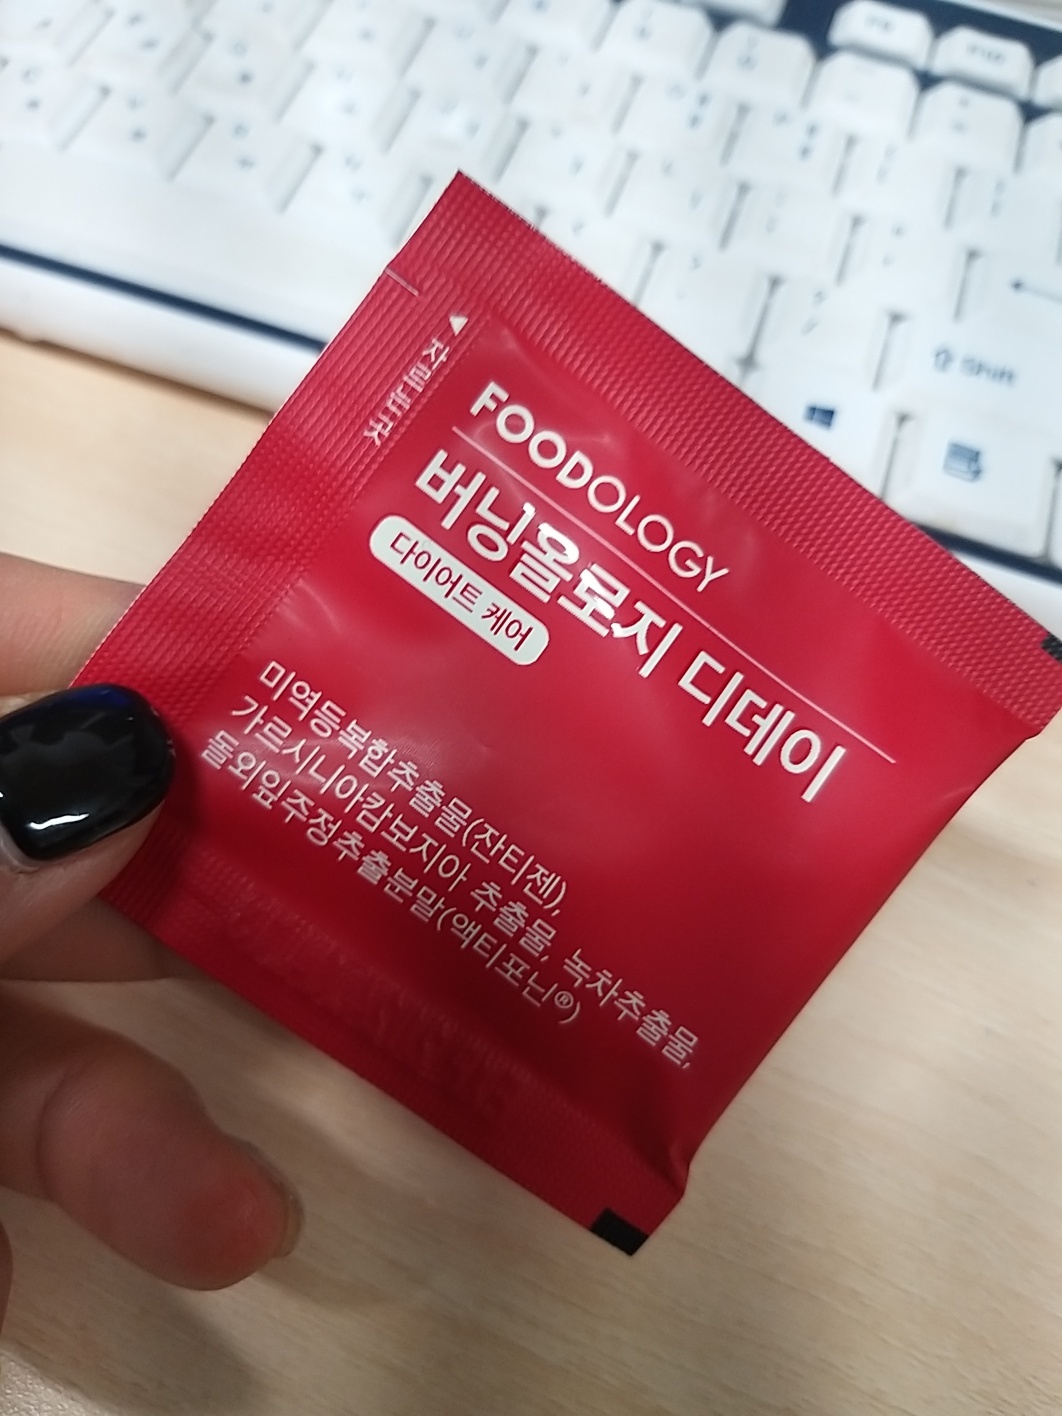 ◀자르는곳
FOODOLOGY
버닝올로지 디데이
다이어트 케어
미역등복합추출물(잔티젠),
가르시니아캄보지아 추출물, 녹차추출물,
돌외잎주정추출분말(액티포닌®)
Shift